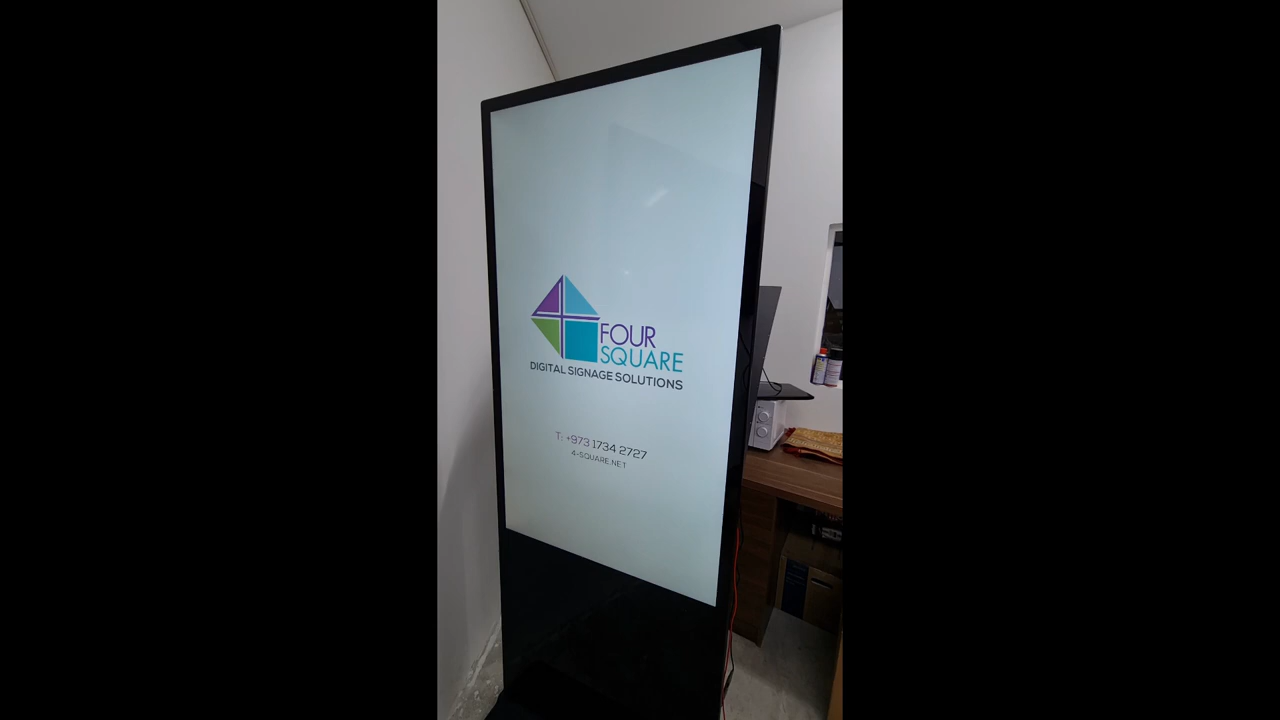 FOUR
SQUARE
DIGITAL SIGNAGE SOLUTIONS
T: +973 1734 2727
4-SQUARE.NET